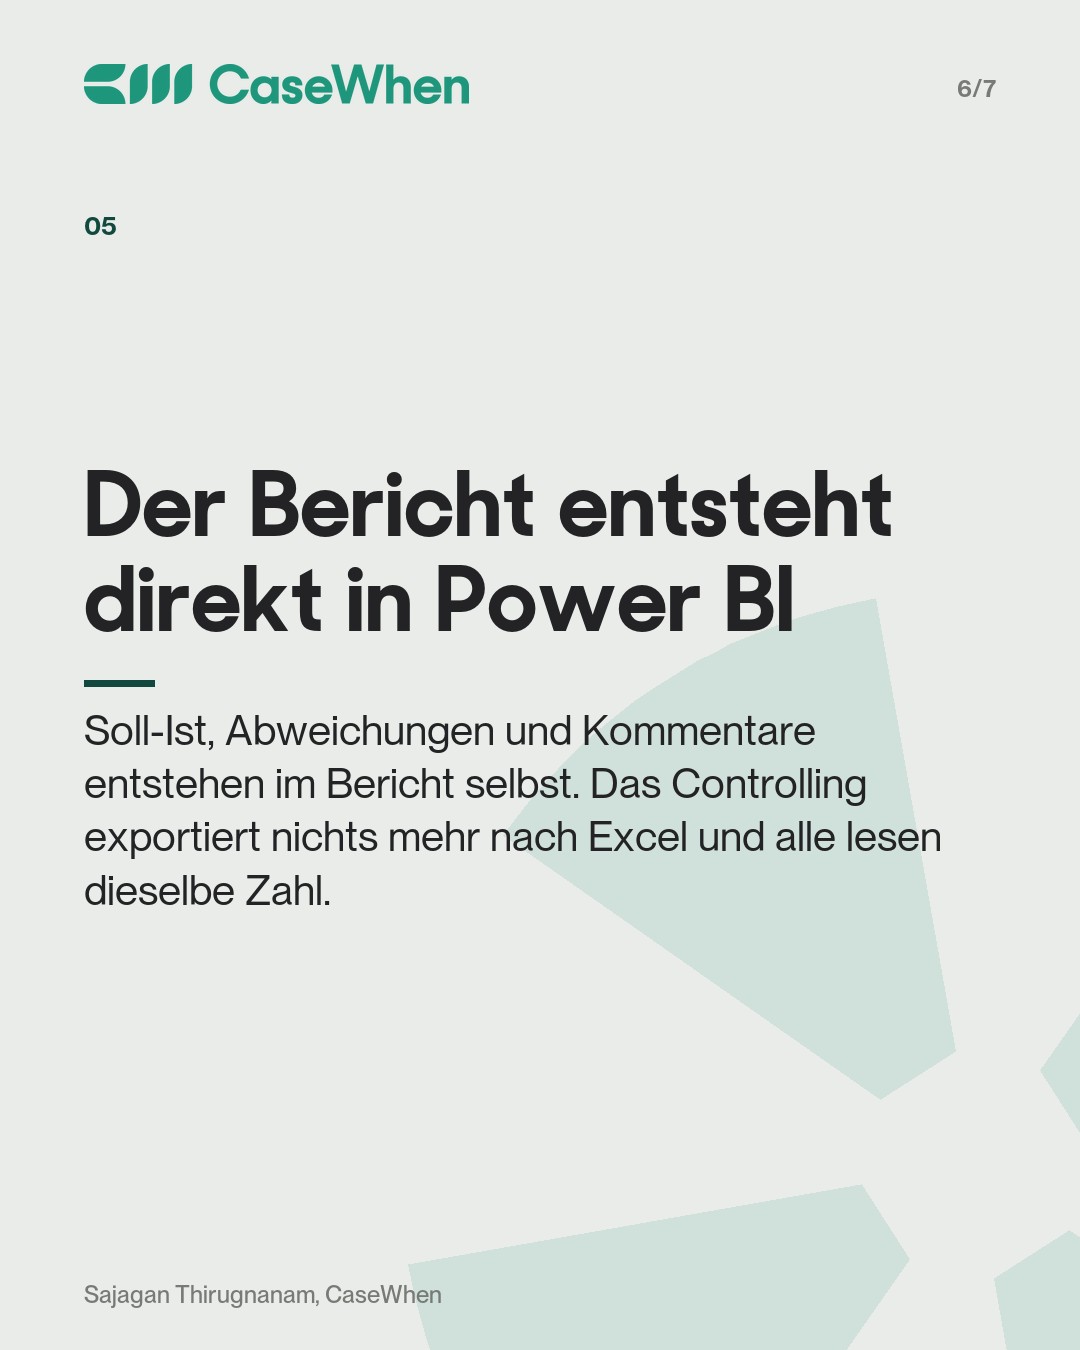 CaseWhen
6/7
05
Der Bericht entsteht
direkt in Power BI
Soll-Ist, Abweichungen und Kommentare
entstehen im Bericht selbst. Das Controlling
exportiert nichts mehr nach Excel und alle lesen
dieselbe Zahl.
Sajagan Thirugnanam, CaseWhen